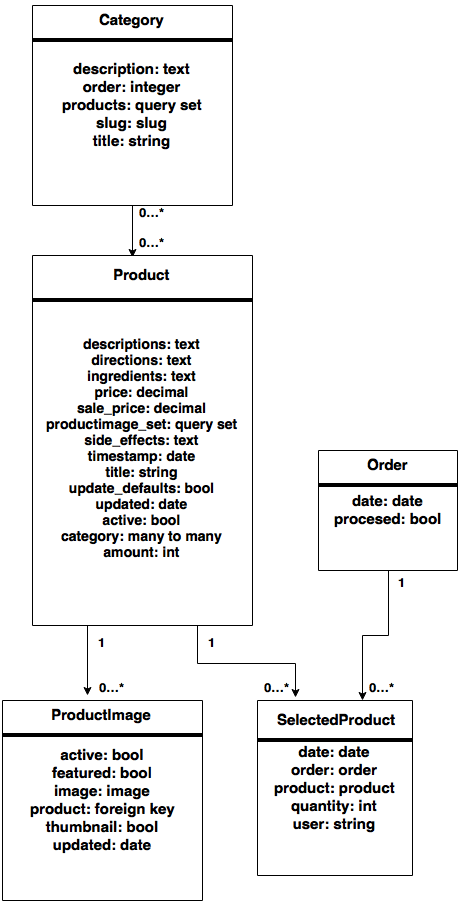 Category
description: text
order: integer
products: query set
slug: slug
title: string
0...*
0...*
Product
descriptions: text
directions: text
ingredients: text
price: decimal
sale_price: decimal
productimage_set: query set
side_effects: text
timestamp: date
title: string
update_defaults: bool
updated: date
active: bool
category: many to many
amount: int
Order
date: date
procesed: bool
1
1
1
0...*
0...*
0...*
ProductImage
active: bool
featured: bool
image: image
product: foreign key
thumbnail: bool
updated: date
SelectedProduct
date: date
order: order
product: product
quantity: int
user: string